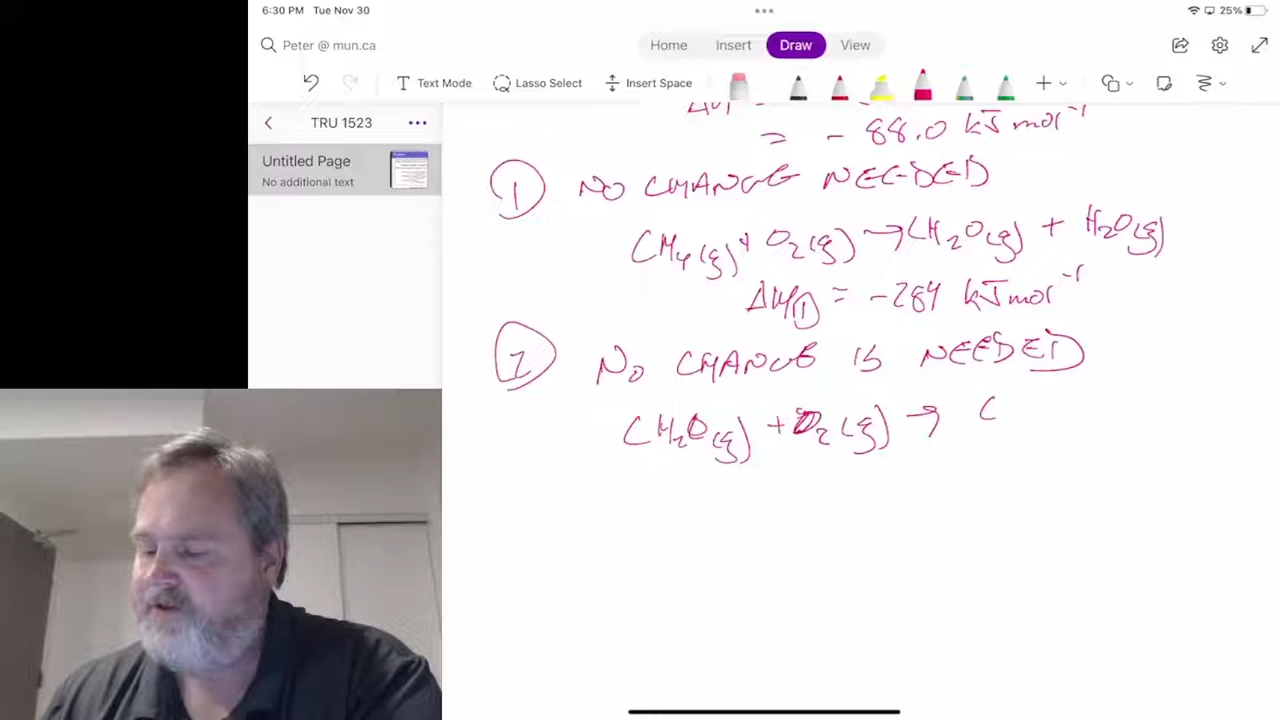 6:30 PM Tue Nov 30
25%
Peter @ mun.ca
Home Insert Draw View
Text Mode Lasso Select Insert Space
TRU 1523
Untitled Page
No additional text
= - 88.0 kJ mol⁻¹
① NO CHANGE NEEDED
CH₄(g) + O₂(g) → CH₂O(g) + H₂O(g)
ΔH① = -284 kJ mol⁻¹
② NO CHANGE IS NEEDED
CH₂O(g) + O₂(g) → C